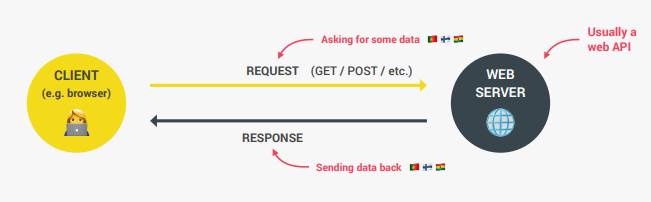 Asking for some data
Usually a
web API
CLIENT
(e.g. browser)
REQUEST (GET / POST / etc.)
WEB
SERVER
RESPONSE
Sending data back